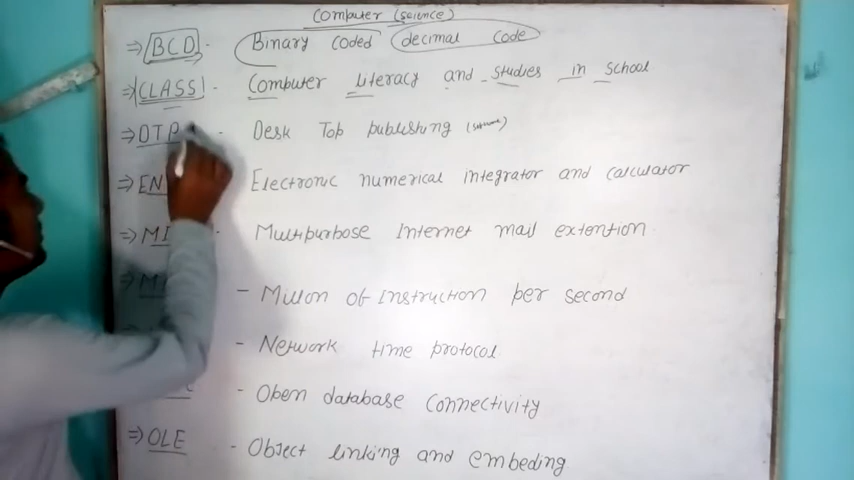 Computer (science)
⇒ BCD - Binary coded decimal code
⇒ CLASS - Computer literacy and studies in school
⇒ DTP - Desk Top publishing
⇒ EN Electronic numerical integrator and calculator
⇒ MI - Multipurbose Internet mail extention
M - Millon of Instruction per second
- Network time protocol
- Oben database connectivity
⇒ OLE - Object linking and embeding